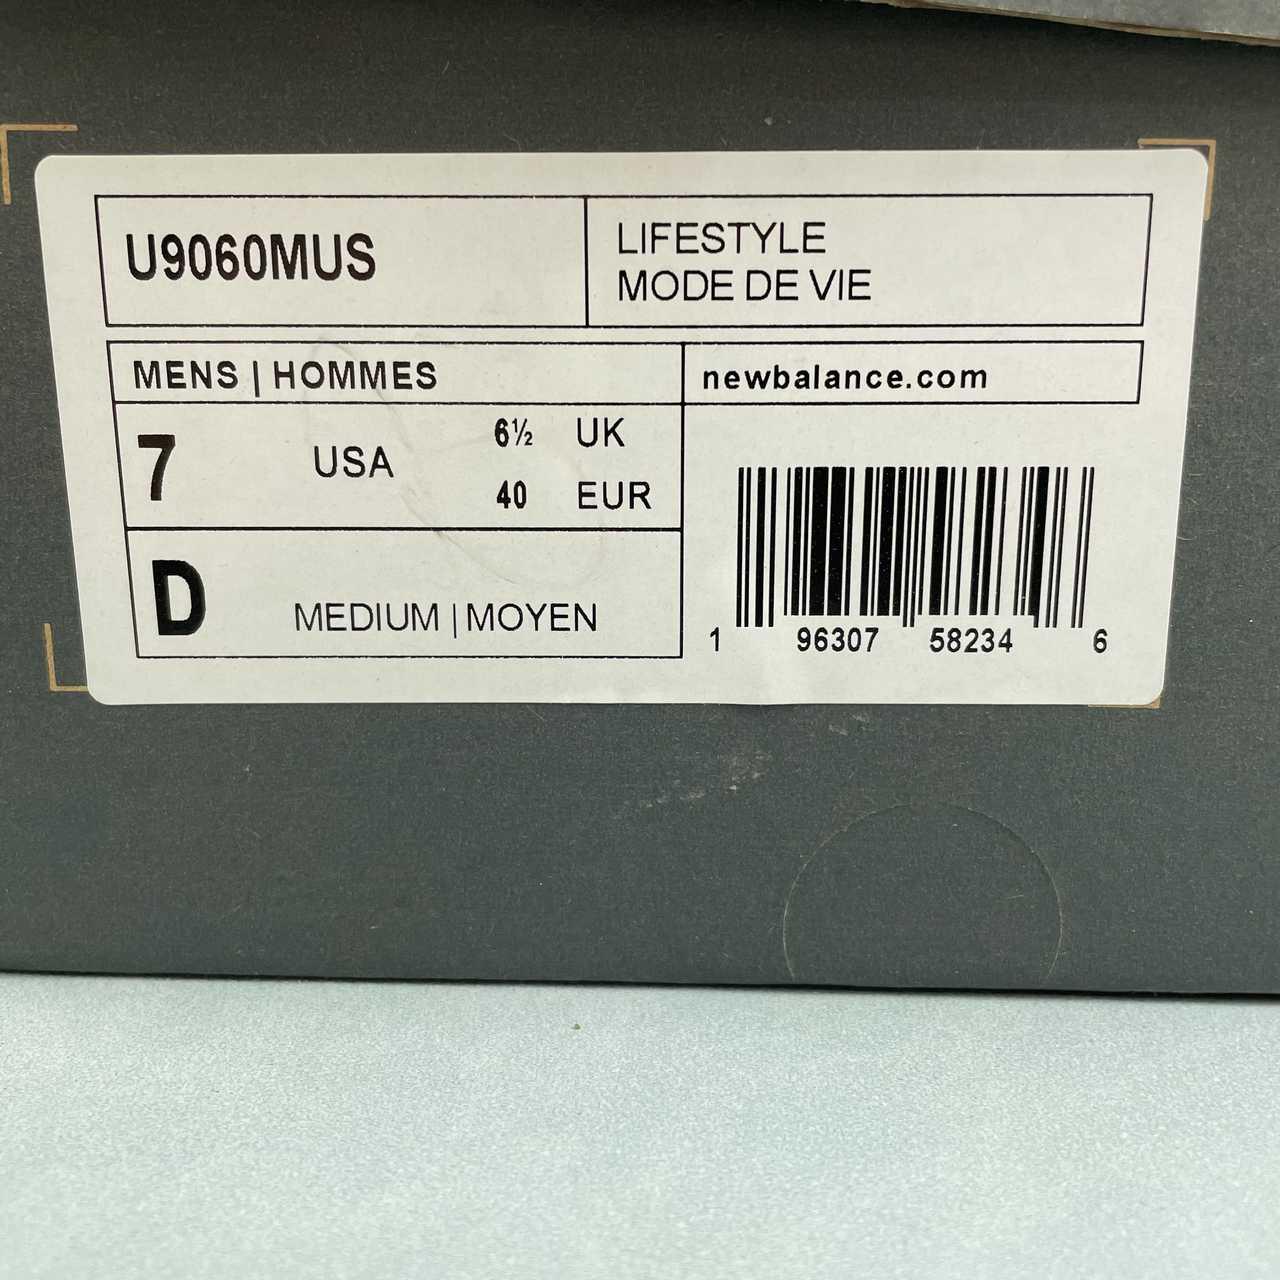 U9060MUS
LIFESTYLE
MODE DE VIE
MENS | HOMMES
newbalance.com
7 USA
6½ UK
40 EUR
D MEDIUM | MOYEN
1 96307 58234 6